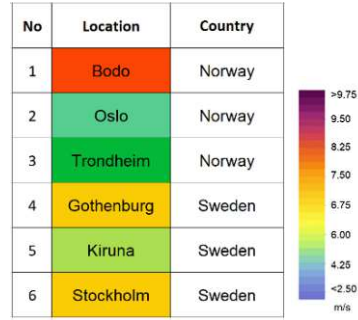 No Location Country
1 Bodo Norway
2 Oslo Norway
3 Trondheim Norway
4 Gothenburg Sweden
5 Kiruna Sweden
6 Stockholm Sweden
>9.75
9.50
8.25
7.50
6.75
6.00
4.25
<2.50
m/s